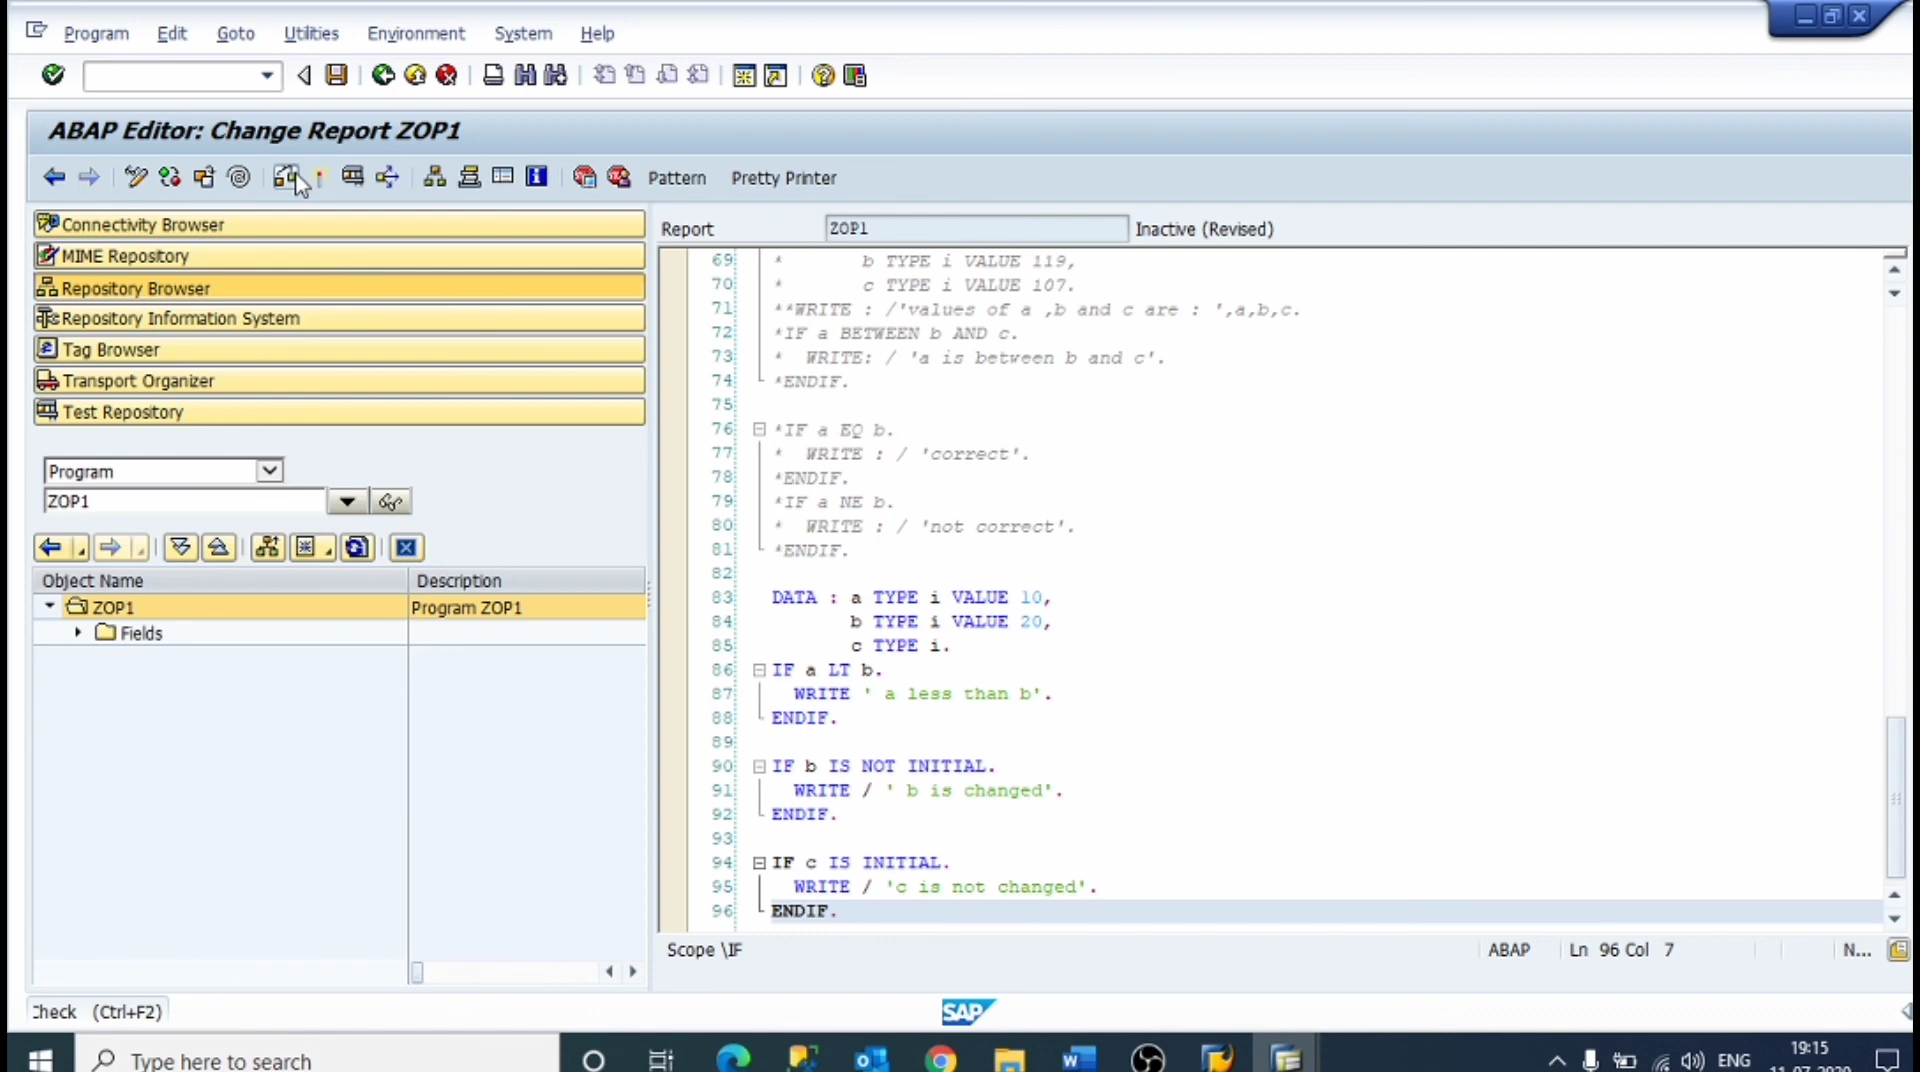 Program Edit Goto Utilities Environment System Help
ABAP Editor: Change Report ZOP1
Pattern Pretty Printer
Connectivity Browser
MIME Repository
Repository Browser
Repository Information System
Tag Browser
Transport Organizer
Test Repository
Program
ZOP1
Object Name Description
ZOP1 Program ZOP1
Fields
Report ZOP1 Inactive (Revised)
69 * b TYPE i VALUE 119,
70 * c TYPE i VALUE 107.
71 **WRITE : /'values of a ,b and c are : ',a,b,c.
72 *IF a BETWEEN b AND c.
73 * WRITE: / 'a is between b and c'.
74 *ENDIF.
75
76 *IF a EQ b.
77 * WRITE : / 'correct'.
78 *ENDIF.
79 *IF a NE b.
80 * WRITE : / 'not correct'.
81 *ENDIF.
82
83 DATA : a TYPE i VALUE 10,
84 b TYPE i VALUE 20,
85 c TYPE i.
86 IF a LT b.
87 WRITE ' a less than b'.
88 ENDIF.
89
90 IF b IS NOT INITIAL.
91 WRITE / ' b is changed'.
92 ENDIF.
93
94 IF c IS INITIAL.
95 WRITE / 'c is not changed'.
96 ENDIF.
Scope \IF ABAP Ln 96 Col 7 N...
Check (Ctrl+F2)
SAP
Type here to search
ENG
19:15
11-07-2020